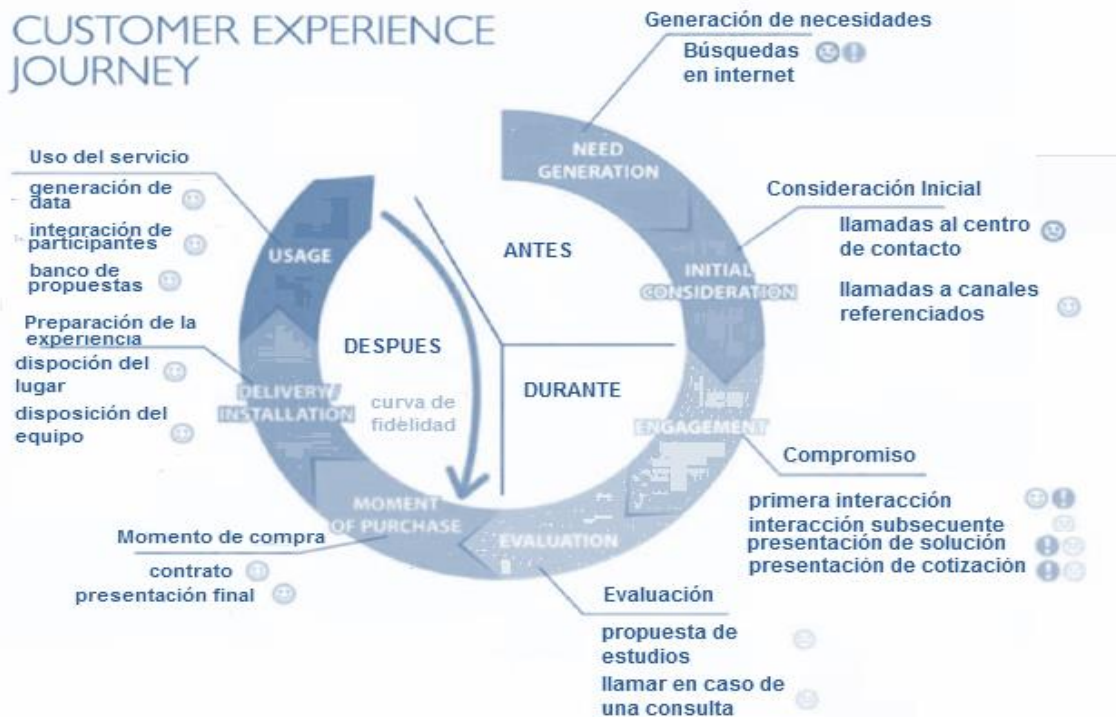 CUSTOMER EXPERIENCE
JOURNEY
Generación de necesidades
Búsquedas
en internet
NEED
GENERATION
Consideración Inicial
llamadas al centro
de contacto
llamadas a canales
referenciados
INITIAL
CONSIDERATION
ANTES
DURANTE
DESPUES
curva de
fidelidad
ENGAGEMENT
Compromiso
primera interacción
interacción subsecuente
presentación de solución
presentación de cotización
EVALUATION
Evaluación
propuesta de
estudios
llamar en caso de
una consulta
MOMENT
OF PURCHASE
Momento de compra
contrato
presentación final
DELIVERY/
INSTALLATION
Preparación de la
experiencia
dispoción del
lugar
disposición del
equipo
USAGE
Uso del servicio
generación de
data
integración de
participantes
banco de
propuestas